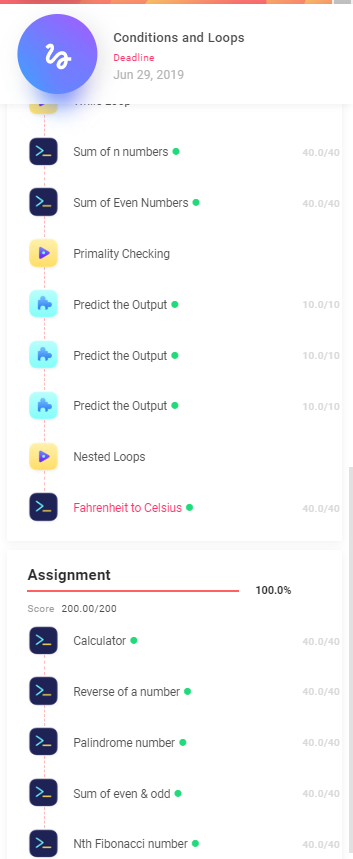 Conditions and Loops
Deadline
Jun 29, 2019
While Loop
Sum of n numbers 40.0/40
Sum of Even Numbers 40.0/40
Primality Checking
Predict the Output 10.0/10
Predict the Output 10.0/10
Predict the Output 10.0/10
Nested Loops
Fahrenheit to Celsius 40.0/40
Assignment
100.0%
Score 200.00/200
Calculator 40.0/40
Reverse of a number 40.0/40
Palindrome number 40.0/40
Sum of even & odd 40.0/40
Nth Fibonacci number 40.0/40